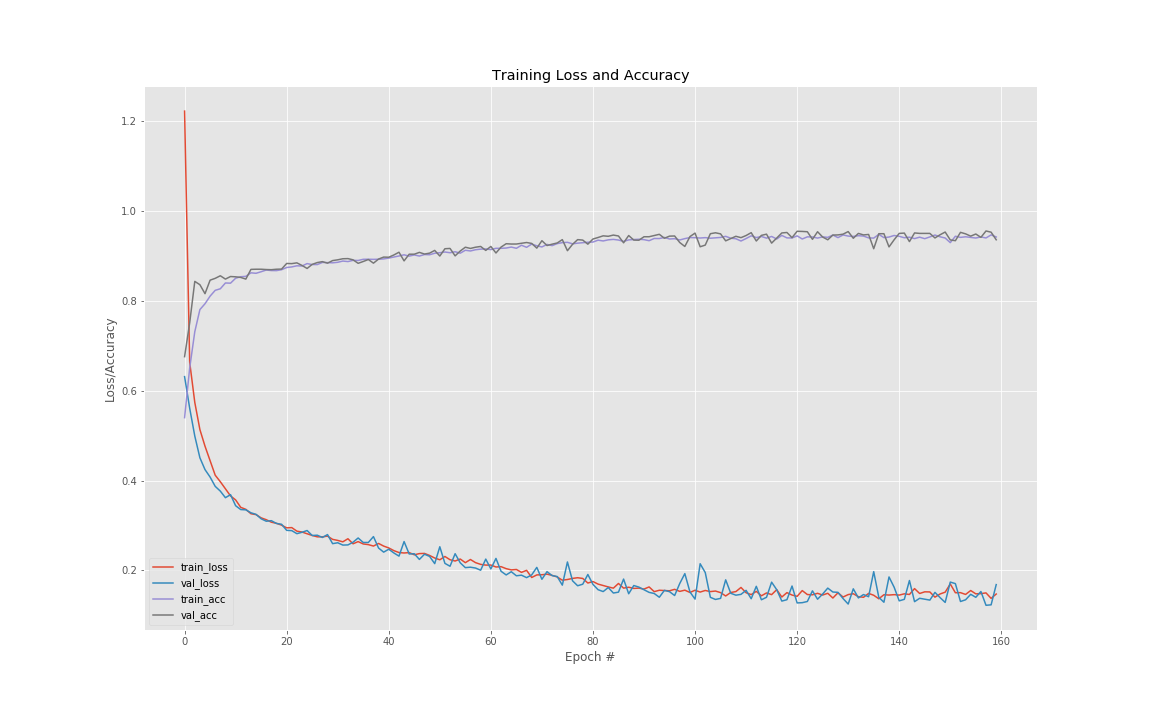 Training Loss and Accuracy
1.2
1.0
0.8
0.6
0.4
0.2
Loss/Accuracy
train_loss
val_loss
train_acc
val_acc
0 20 40 60 80 100 120 140 160
Epoch #